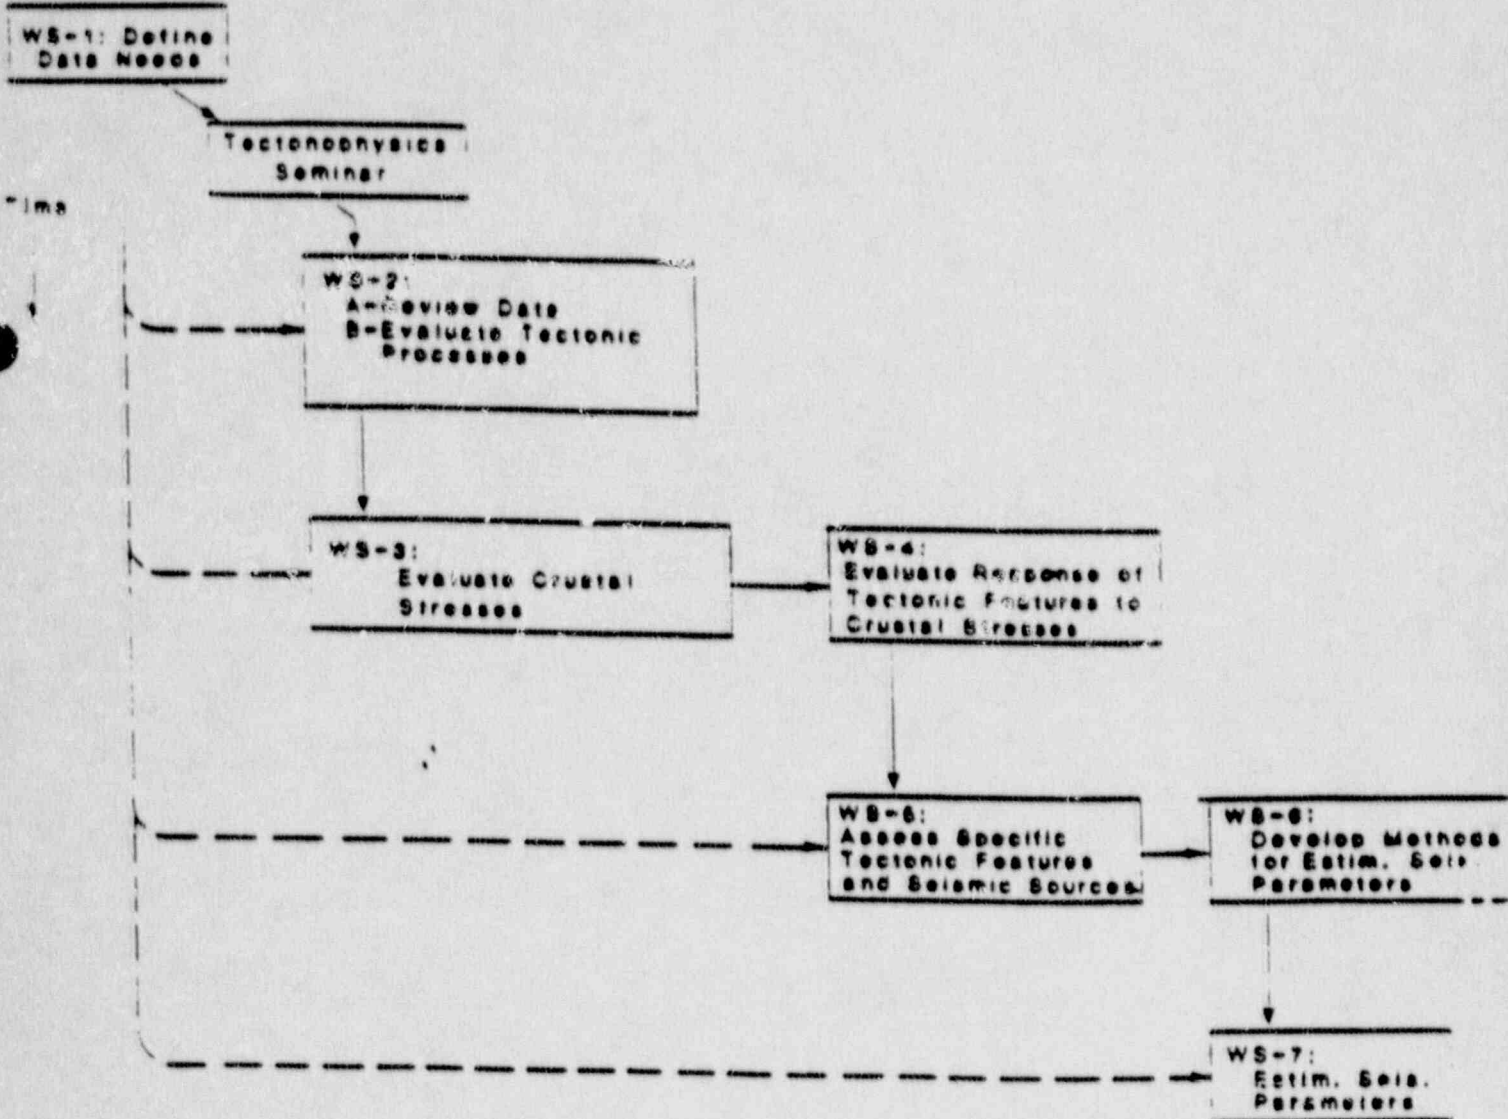 WS-1: Define
Data Needs
Tectonophysics
Seminar
WS-2:
A-Review Data
B-Evaluate Tectonic
Processes
WS-3:
Evaluate Crustal
Stresses
WS-4:
Evaluate Response of
Tectonic Features to
Crustal Stresses
WS-5:
Assess Specific
Tectonic Features
and Seismic Sources
WS-6:
Develop Methods
for Estim. Seis.
Parameters
WS-7:
Estim. Seis.
Parameters